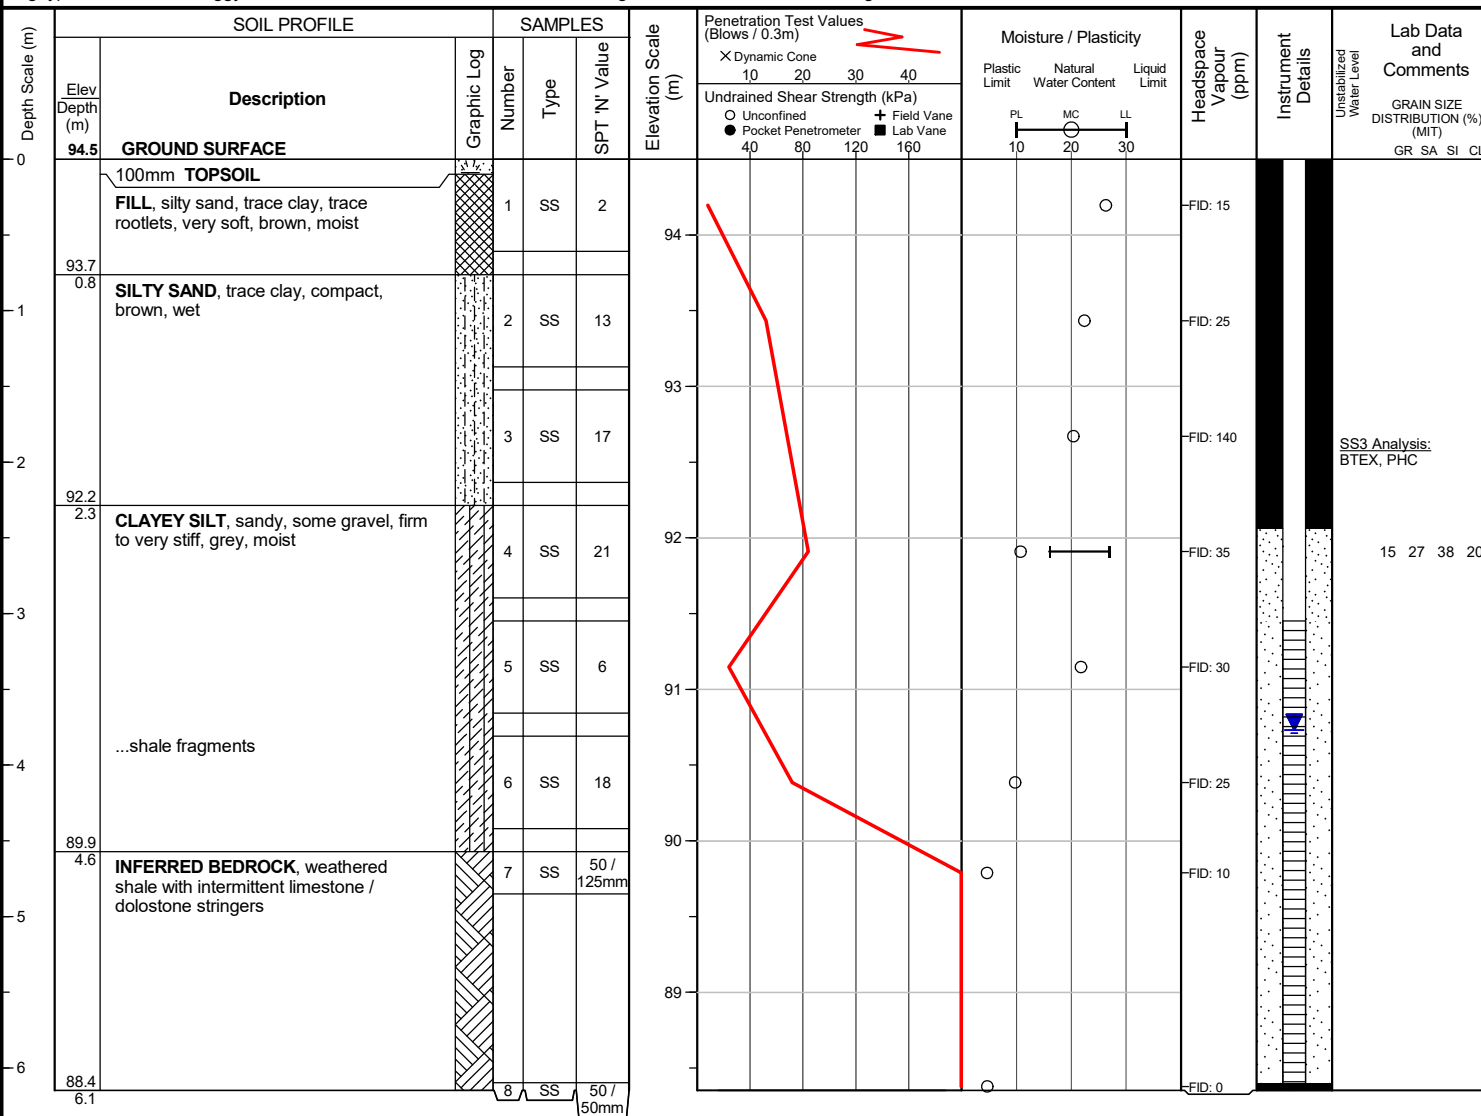 SOIL PROFILE
SAMPLES
Depth Scale (m)
Elev
Depth
(m)
94.5
Description
GROUND SURFACE
Graphic Log
Number
Type
SPT 'N' Value
Elevation Scale
(m)
Penetration Test Values
(Blows / 0.3m)
× Dynamic Cone
10 20 30 40
Undrained Shear Strength (kPa)
Unconfined
Field Vane
Pocket Penetrometer
Lab Vane
40 80 120 160
Moisture / Plasticity
Plastic
Limit
Natural
Water Content
Liquid
Limit
PL MC LL
10 20 30
Headspace
Vapour
(ppm)
Instrument
Details
Unstabilized
Water Level
Lab Data
and
Comments
GRAIN SIZE
DISTRIBUTION (%)
(MIT)
GR SA SI CL
0
100mm TOPSOIL
FILL, silty sand, trace clay, trace
rootlets, very soft, brown, moist
1 SS 2
FID: 15
94
93.7
0.8
SILTY SAND, trace clay, compact,
brown, wet
1
2 SS 13
FID: 25
93
3 SS 17
FID: 140
SS3 Analysis:
BTEX, PHC
2
92.2
2.3
CLAYEY SILT, sandy, some gravel, firm
to very stiff, grey, moist
92
4 SS 21
FID: 35
15 27 38 20
3
5 SS 6
FID: 30
91
...shale fragments
4
6 SS 18
FID: 25
90
89.9
4.6
INFERRED BEDROCK, weathered
shale with intermittent limestone /
dolostone stringers
7 SS 50 /
125mm
FID: 10
5
89
6
88.4
6.1
8 SS 50 /
50mm
FID: 0